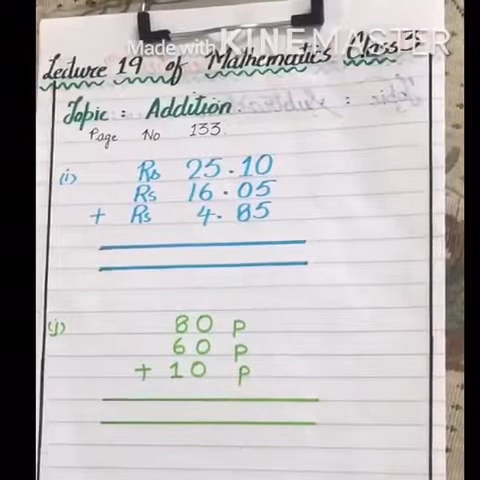 Made with KINEMASTER
Lecture 19 of Mathematics Class 3
Topic : Addition
Page No 133.
(i) Rs 25.10
Rs 16.05
+ Rs 4.85
(j) 80 p
60 p
+ 10 p